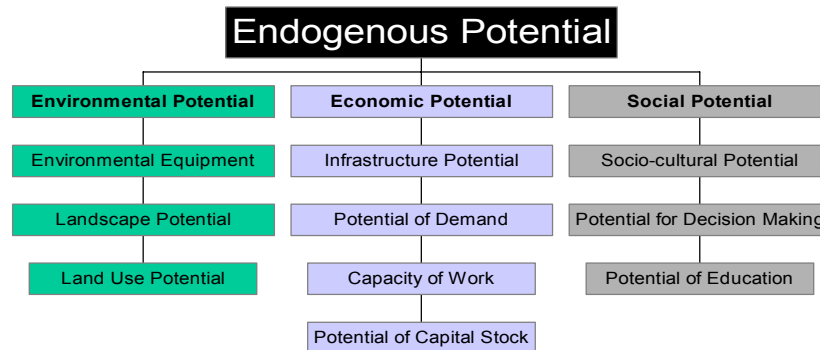 Endogenous Potential
Environmental Potential
Economic Potential
Social Potential
Environmental Equipment
Infrastructure Potential
Socio-cultural Potential
Landscape Potential
Potential of Demand
Potential for Decision Making
Land Use Potential
Capacity of Work
Potential of Education
Potential of Capital Stock